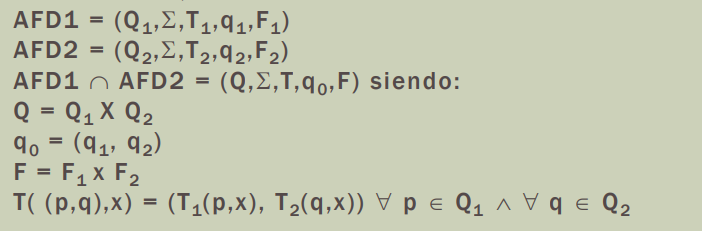 AFD1 = (Q₁,Σ,T₁,q₁,F₁)
AFD2 = (Q₂,Σ,T₂,q₂,F₂)
AFD1 ∩ AFD2 = (Q,Σ,T,q₀,F) siendo:
Q = Q₁ X Q₂
q₀ = (q₁, q₂)
F = F₁ x F₂
T( (p,q),x) = (T₁(p,x), T₂(q,x)) ∀ p ∈ Q₁ ∧ ∀ q ∈ Q₂